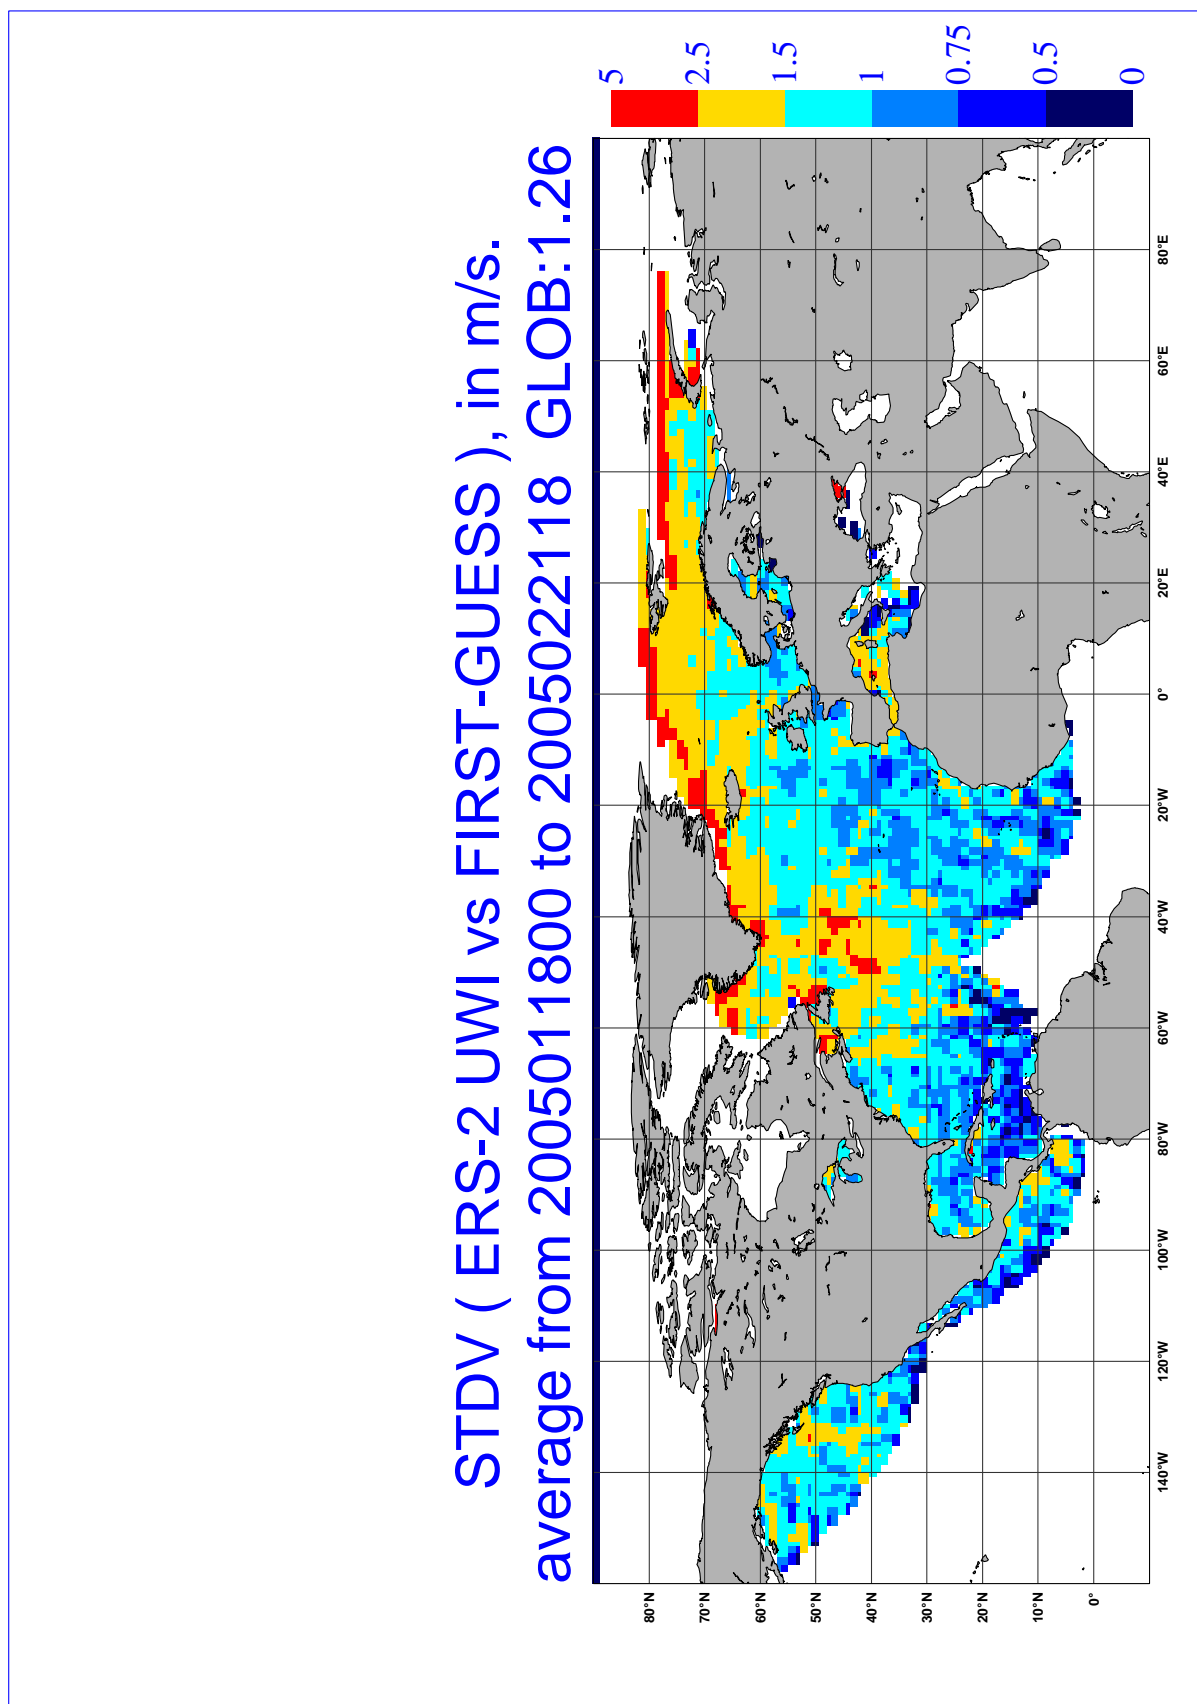 STDV ( ERS-2 UWI vs FIRST-GUESS ), in m/s.
average from 2005011800 to 2005022118 GLOB:1.26
80°N
70°N
60°N
50°N
40°N
30°N
20°N
10°N
0°
140°W
120°W
100°W
80°W
60°W
40°W
20°W
0°
20°E
40°E
60°E
80°E
5
2.5
1.5
1
0.75
0.5
0